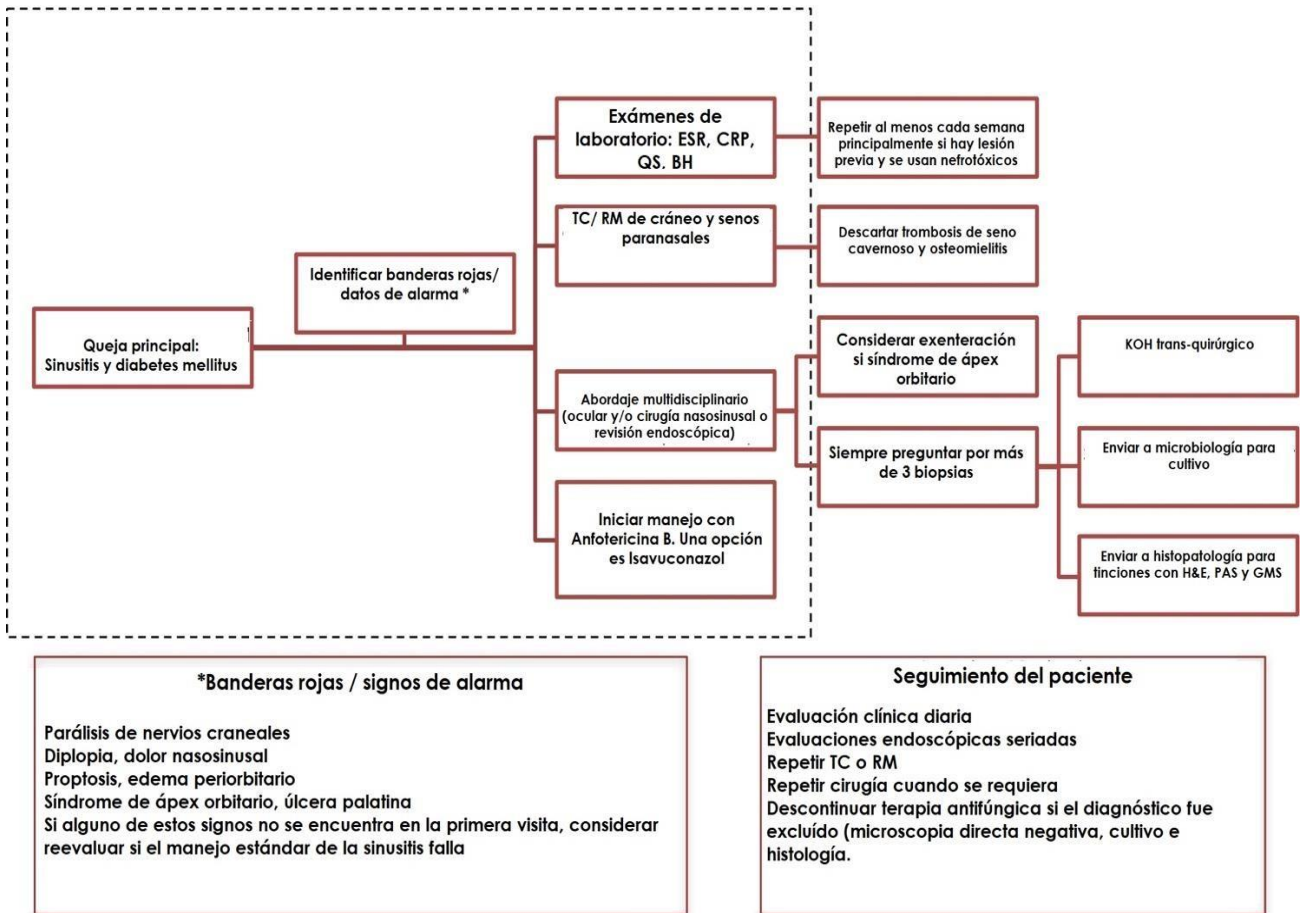 Queja principal:
Sinusitis y diabetes mellitus
Identificar banderas rojas/
datos de alarma *
Exámenes de
laboratorio: ESR, CRP,
QS. BH
Repetir al menos cada semana
principalmente si hay lesión
previa y se usan nefrotóxicos
TC/ RM de cráneo y senos
paranasales
Descartar trombosis de seno
cavernoso y osteomielitis
Abordaje multidisciplinario
(ocular y/o cirugía nasosinusal o
revisión endoscópica)
Considerar exenteración
si síndrome de ápex
orbitario
Siempre preguntar por más
de 3 biopsias
KOH trans-quirúrgico
Enviar a microbiología para
cultivo
Enviar a histopatología para
tinciones con H&E, PAS y GMS
Iniciar manejo con
Anfotericina B. Una opción
es Isavuconazol
*Banderas rojas / signos de alarma
Parálisis de nervios craneales
Diplopia, dolor nasosinusal
Proptosis, edema periorbitario
Síndrome de ápex orbitario, úlcera palatina
Si alguno de estos signos no se encuentra en la primera visita, considerar
reevaluar si el manejo estándar de la sinusitis falla
Seguimiento del paciente
Evaluación clínica diaria
Evaluaciones endoscópicas seriadas
Repetir TC o RM
Repetir cirugía cuando se requiera
Descontinuar terapia antifúngica si el diagnóstico fue
excluído (microscopia directa negativa, cultivo e
histología.